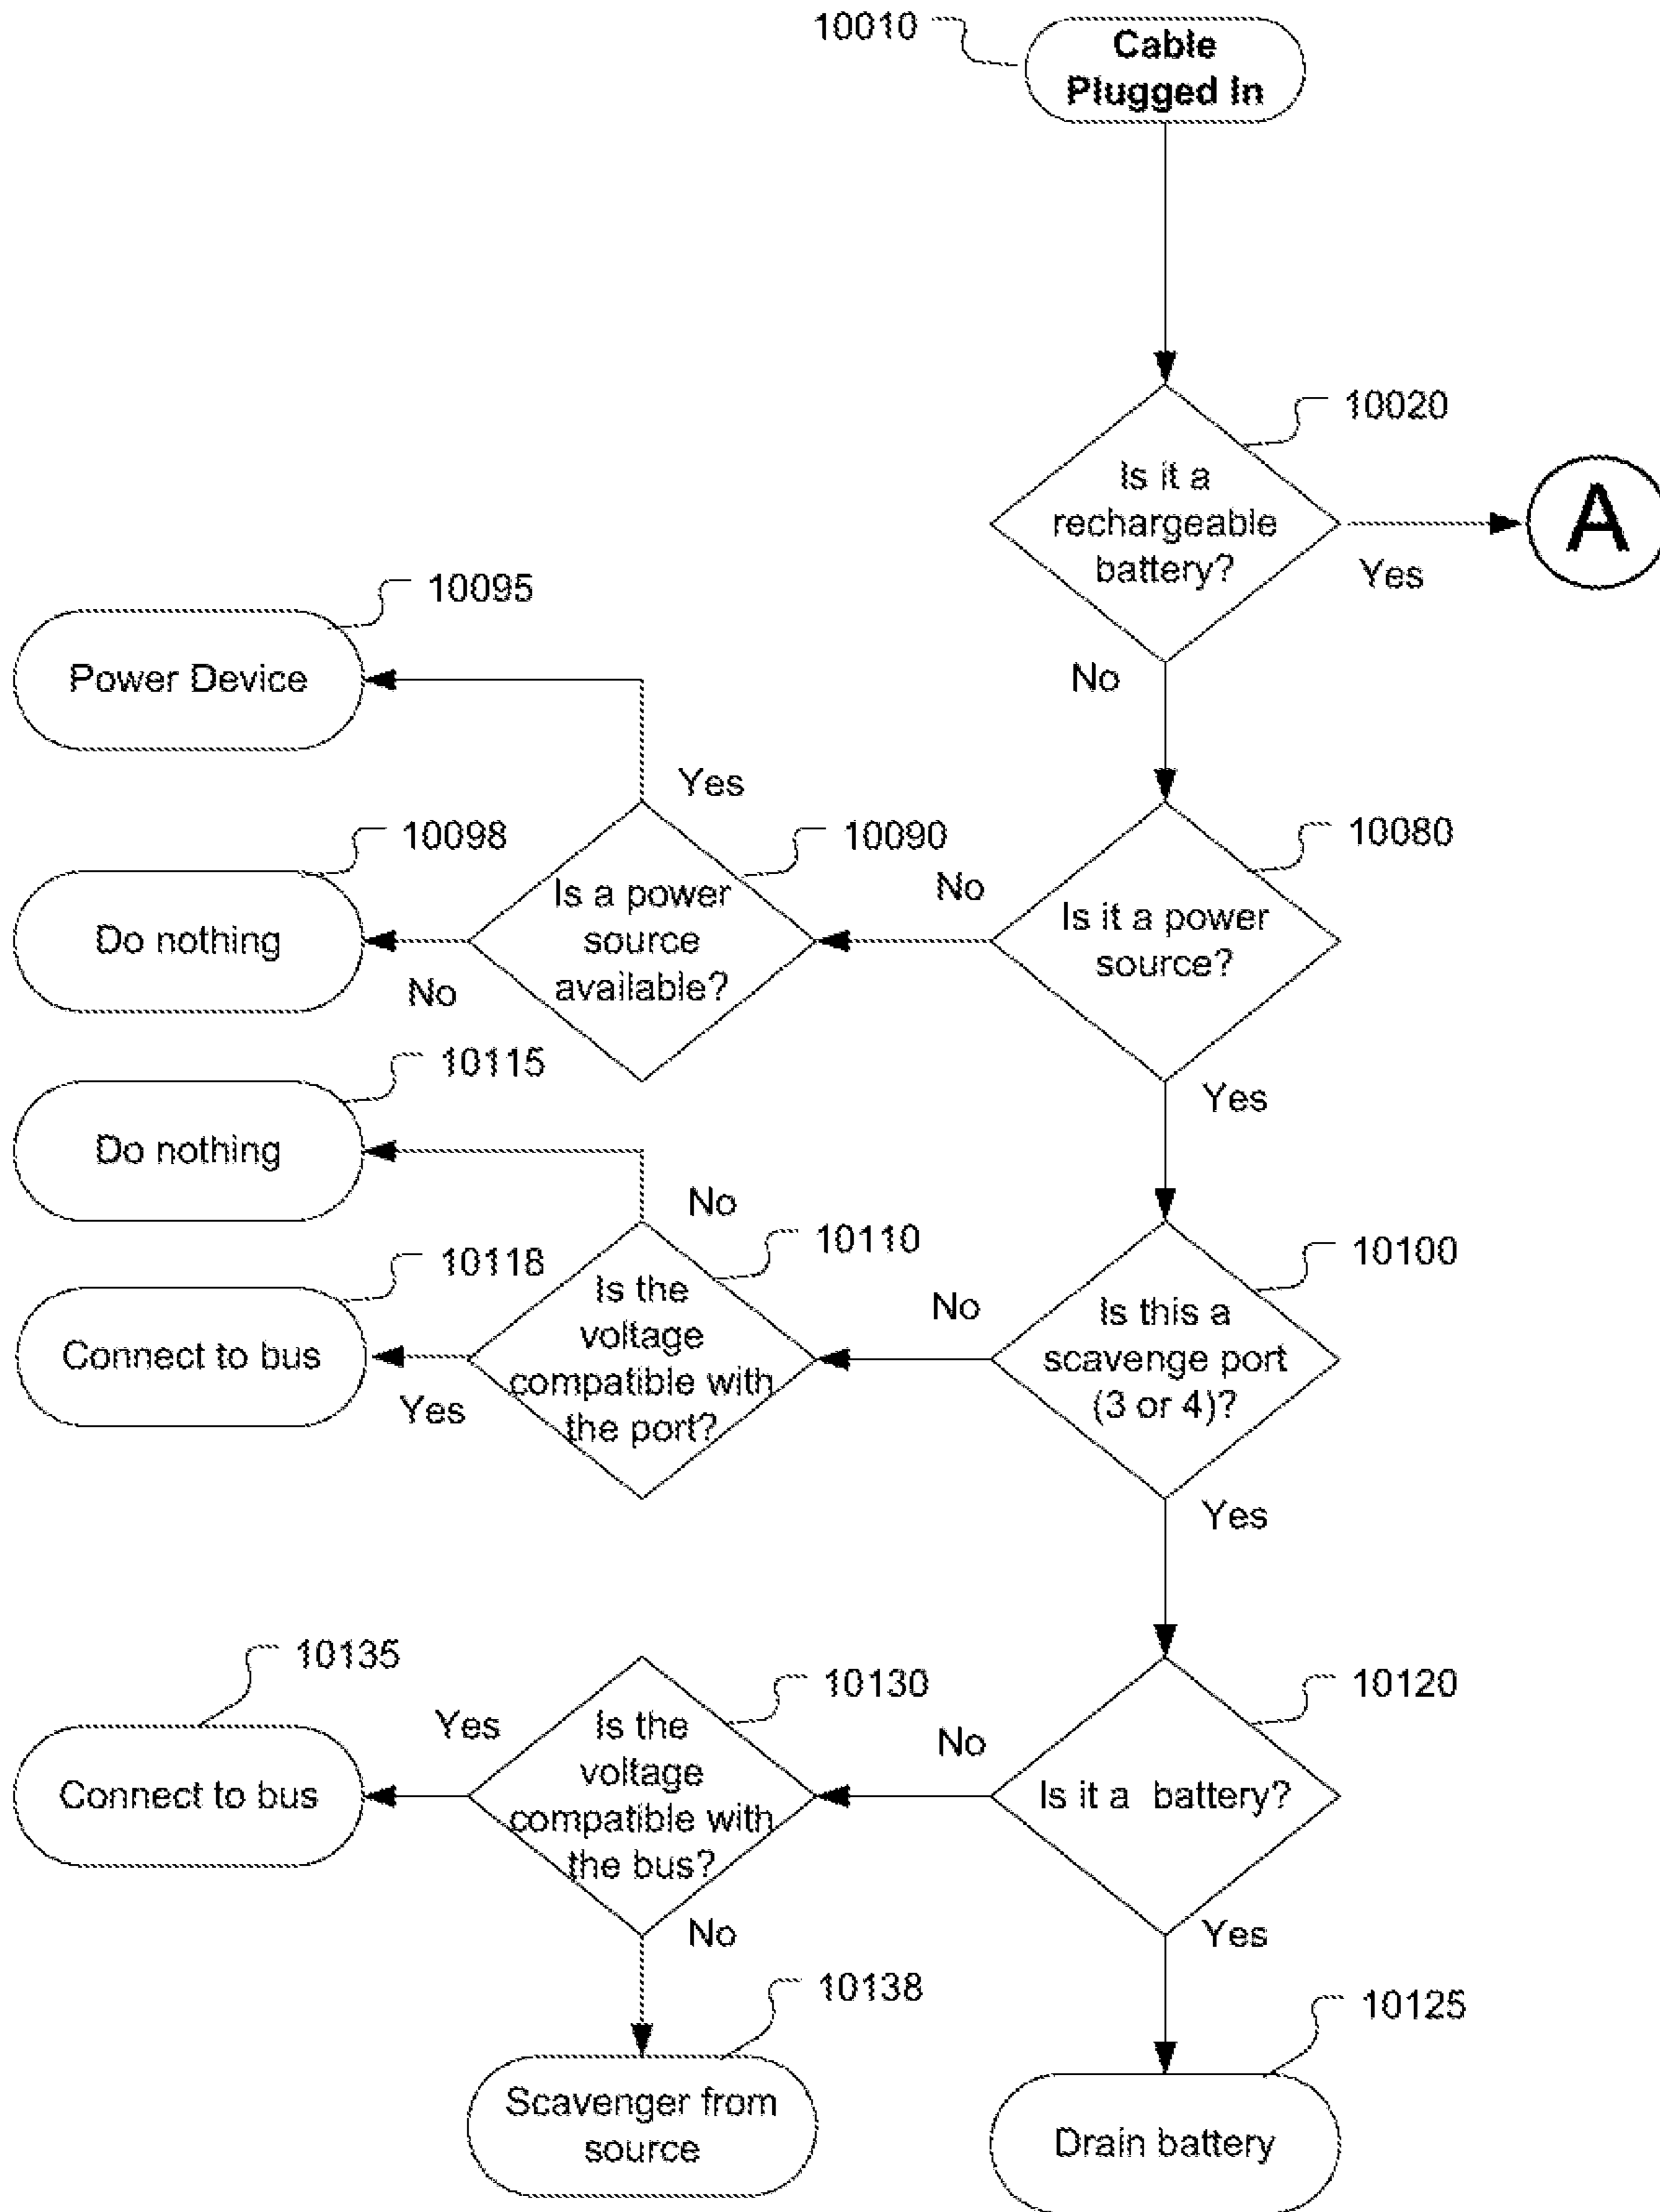 10010
Cable
Plugged In
10020
Is it a
rechargeable
battery?
Yes
A
No
10095
Power Device
Yes
10098
Do nothing
No
10090
Is a power
source
available?
No
10080
Is it a power
source?
Yes
10115
Do nothing
No
10118
Connect to bus
Yes
10110
Is the
voltage
compatible with
the port?
No
10100
Is this a
scavenge port
(3 or 4)?
Yes
10135
Connect to bus
Yes
10130
Is the
voltage
compatible with
the bus?
No
10120
Is it a battery?
No
Yes
10138
Scavenger from
source
10125
Drain battery